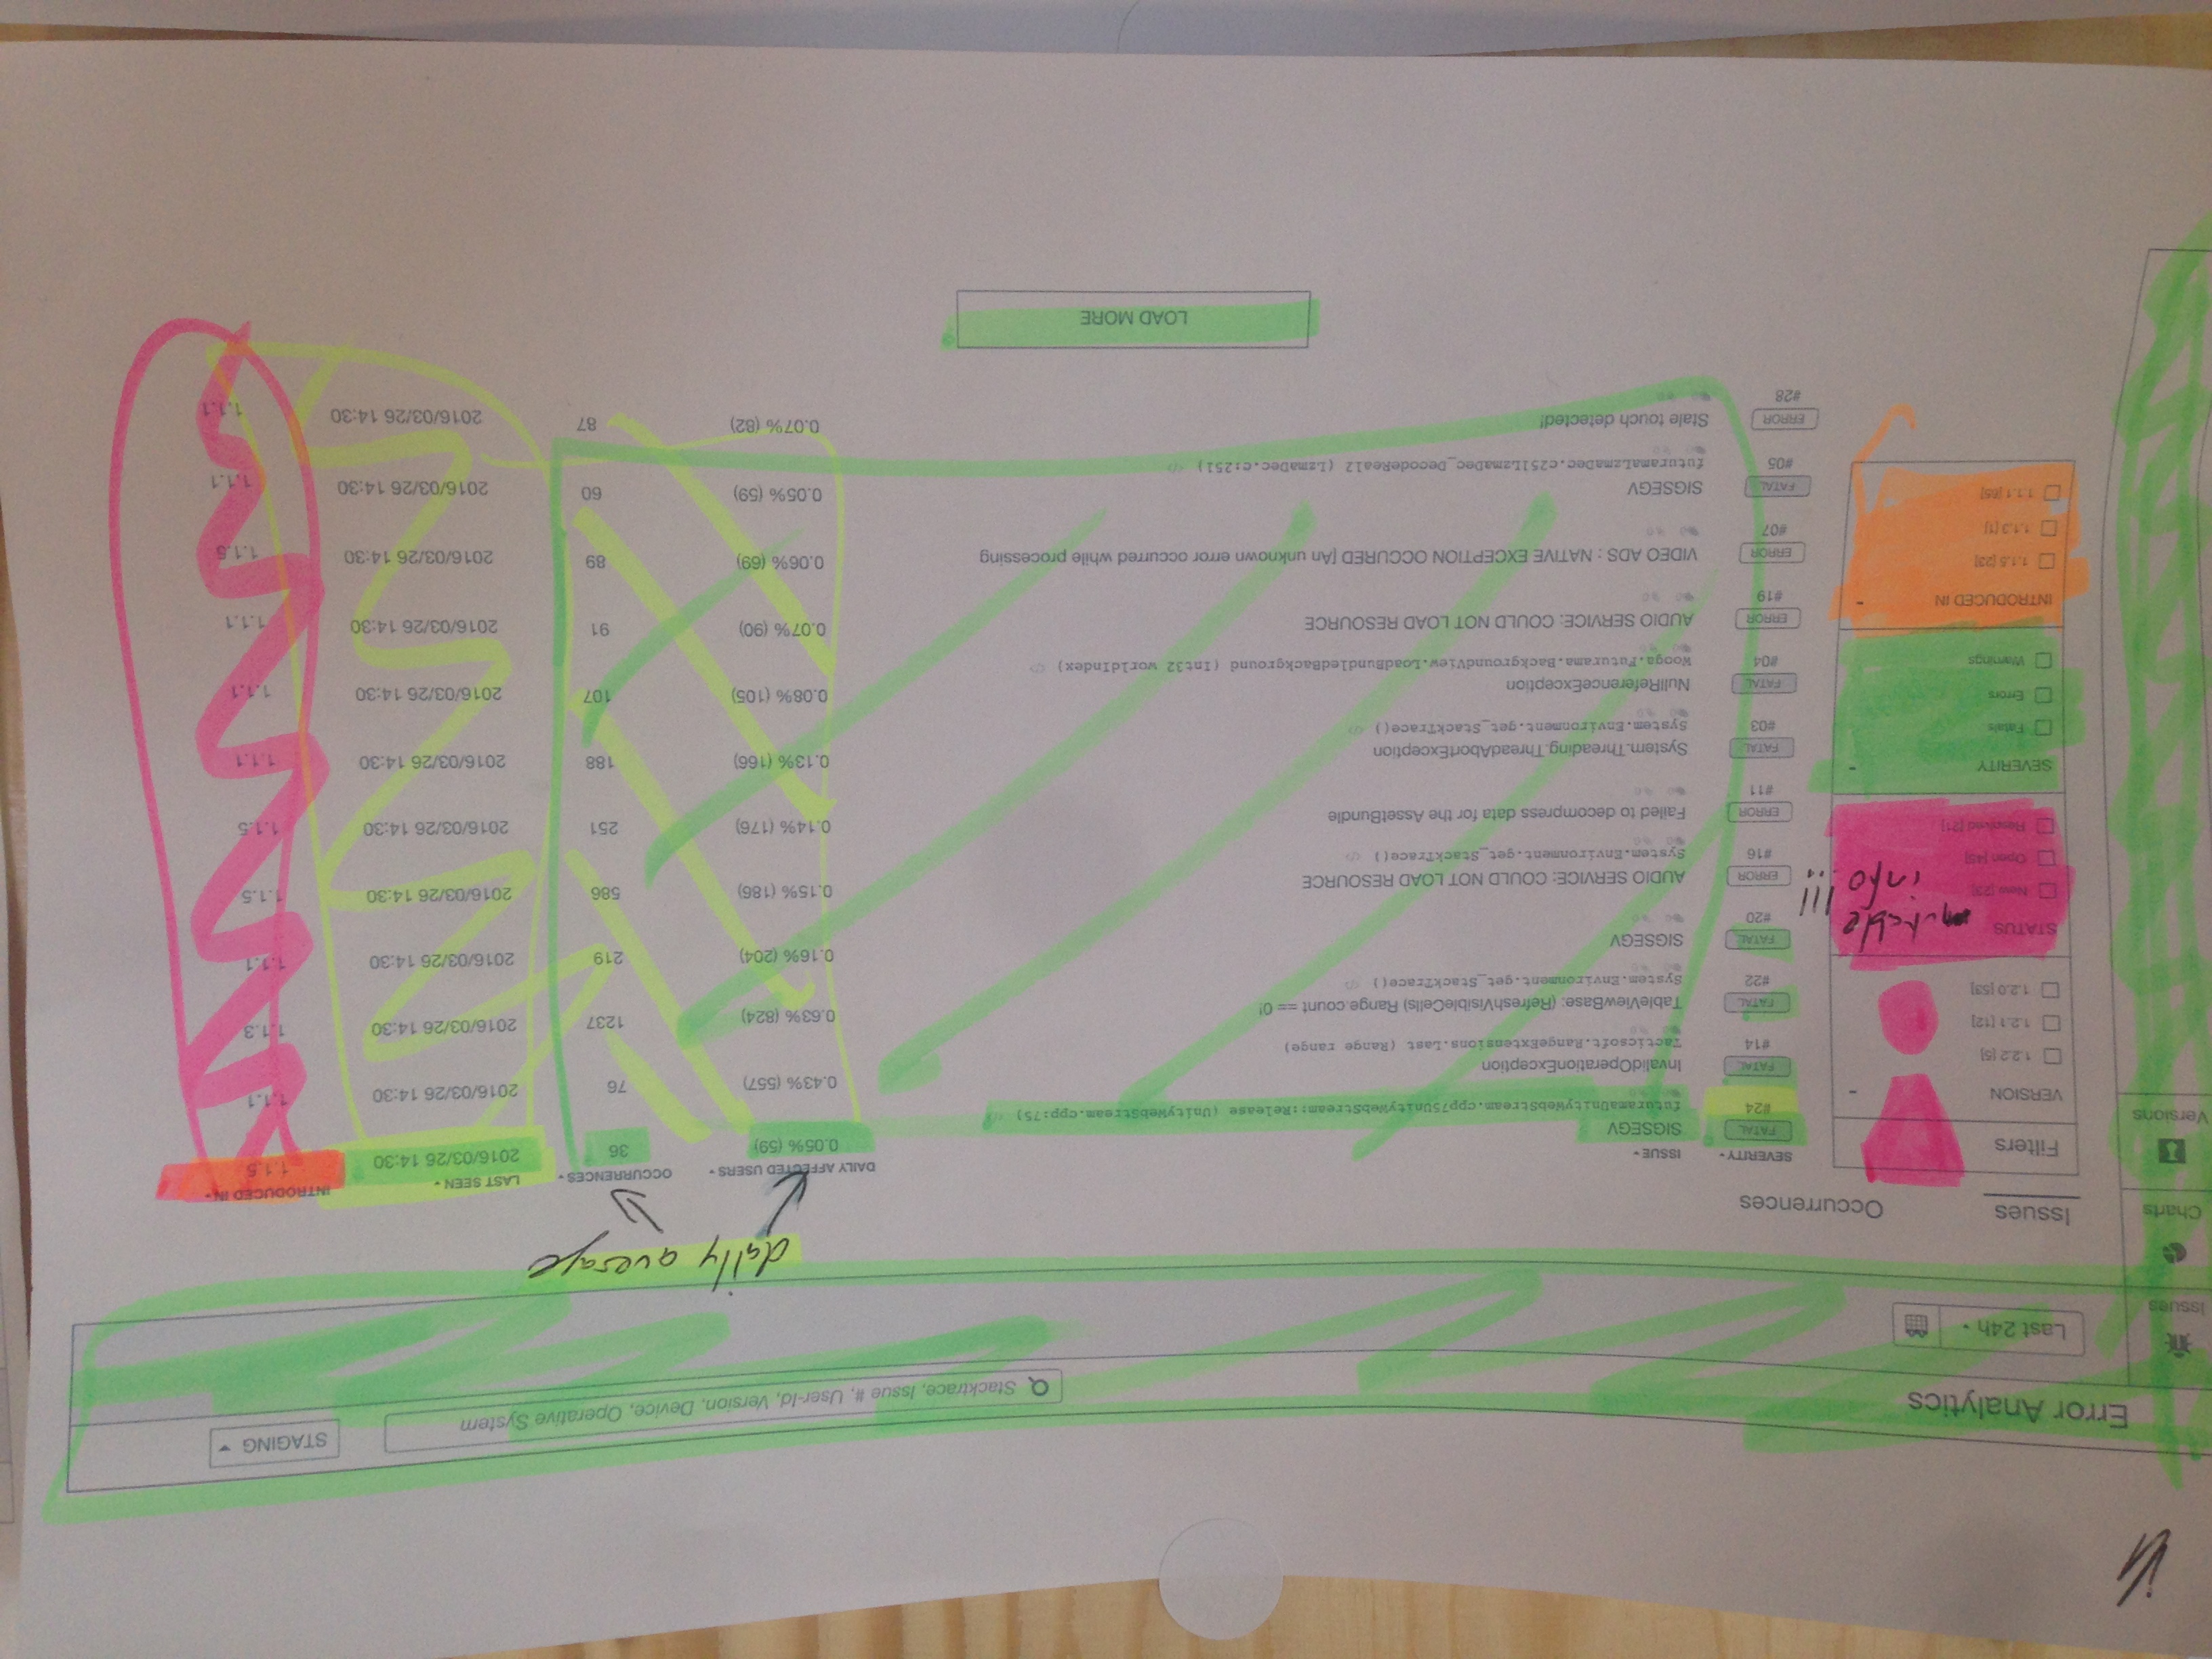 Error Analytics
Stacktrace, Issue #, User-Id, Version, Device, Operative System
STAGING
Last 24h
Issues
Charts
Versions
daily average
Issues
Occurrences
Filters
VERSION -
1.2.2 [5]
1.2.1 [12]
1.2.0 [53]
STATUS
mutable info!!!
New [23]
Open [45]
Resolved [21]
SEVERITY -
Fatals
Errors
Warnings
INTRODUCED IN -
1.1.5 [23]
1.1.3 [1]
1.1.1 [65]
SEVERITY ISSUE DAILY AFFECTED USERS OCCURRENCES LAST SEEN INTRODUCED IN
FATAL SIGSEGV 0.05% (59) 36 2016/03/26 14:30 1.1.5
#24 futuramaUnityWebStream.cpp75UnityWebStream::Release (UnityWebStream.cpp:75) </>
FATAL InvalidOperationException 0.43% (557) 76 2016/03/26 14:30 1.1.1
#14 Tacticsoft.RangeExtensions.Last (Range range)
FATAL TableViewBase: (RefreshVisibleCells) Range.count == 0! 0.63% (824) 1237 2016/03/26 14:30 1.1.3
#22 System.Environment.get_StackTrace() </>
FATAL SIGSEGV 0.16% (204) 219 2016/03/26 14:30 1.1.1
#20
ERROR AUDIO SERVICE: COULD NOT LOAD RESOURCE 0.15% (186) 586 2016/03/26 14:30 1.1.5
#16 System.Environment.get_StackTrace() </>
ERROR Failed to decompress data for the AssetBundle 0.14% (176) 251 2016/03/26 14:30 1.1.5
#11
FATAL System.Threading.ThreadAbortException 0.13% (166) 188 2016/03/26 14:30 1.1.1
#03 System.Environment.get_StackTrace() </>
FATAL NullReferenceException 0.08% (105) 107 2016/03/26 14:30 1.1.1
#04 Wooga.Futurama.BackgroundView.LoadBundledBackground (Int32 worldIndex) </>
ERROR AUDIO SERVICE: COULD NOT LOAD RESOURCE 0.07% (90) 91 2016/03/26 14:30 1.1.1
#19
ERROR VIDEO ADS : NATIVE EXCEPTION OCCURED [An unknown error occurred while processing 0.06% (69) 89 2016/03/26 14:30 1.1.5
#07
FATAL SIGSEGV 0.05% (59) 60 2016/03/26 14:30 1.1.1
#05 futuramaLzmaDec.c251LzmaDec_DecodeReal2 (LzmaDec.c:251) </>
ERROR Stale touch detected! 0.07% (82) 87 2016/03/26 14:30 1.1.1
#28
LOAD MORE